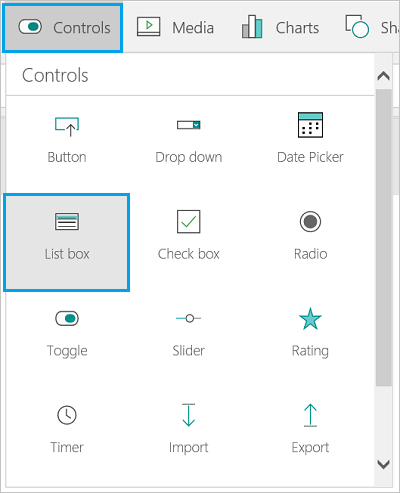 Controls Media Charts Sha
Controls
Button Drop down Date Picker
List box Check box Radio
Toggle Slider Rating
Timer Import Export